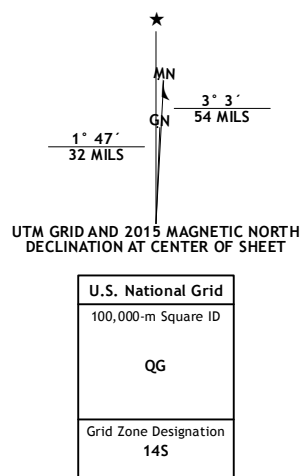 ★
MN
3° 3´
54 MILS
GN
1° 47´
32 MILS
UTM GRID AND 2015 MAGNETIC NORTH
DECLINATION AT CENTER OF SHEET
U.S. National Grid
100,000-m Square ID
QG
Grid Zone Designation
14S